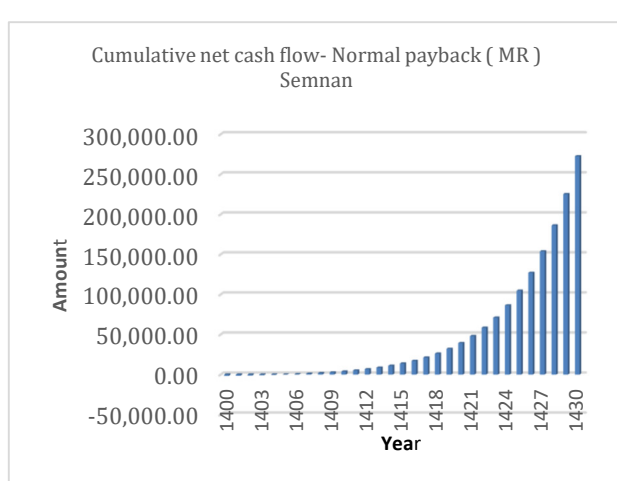 Cumulative net cash flow- Normal payback ( MR )
Semnan
300,000.00
250,000.00
200,000.00
150,000.00
100,000.00
50,000.00
0.00
-50,000.00
Amount
1400 1403 1406 1409 1412 1415 1418 1421 1424 1427 1430
Year